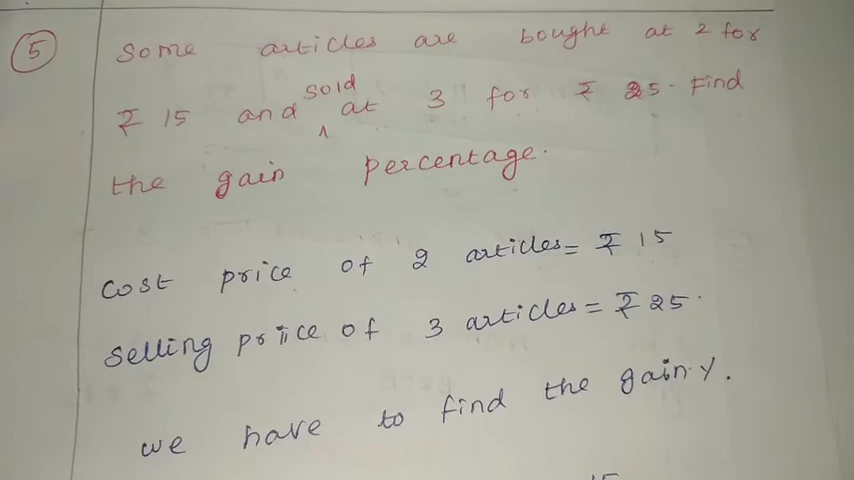 5 Some articles are bought at 2 for
₹ 15 and sold at 3 for ₹ 25. Find
the gain percentage.
Cost price of 2 articles = ₹ 15
Selling price of 3 articles = ₹ 25.
we have to find the gain %.
15